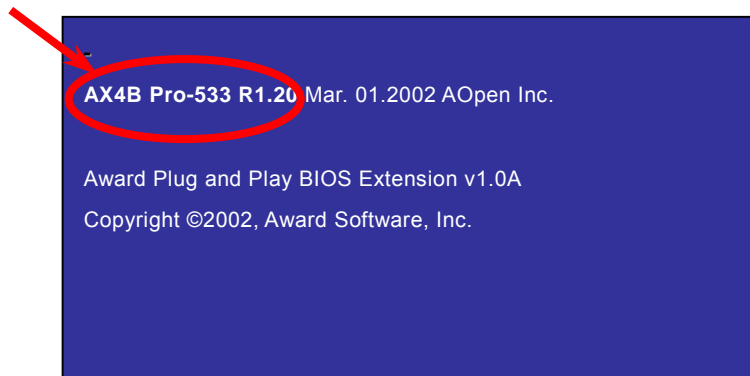 AX4B Pro-533 R1.20 Mar. 01.2002 AOpen Inc.
Award Plug and Play BIOS Extension v1.0A
Copyright ©2002, Award Software, Inc.